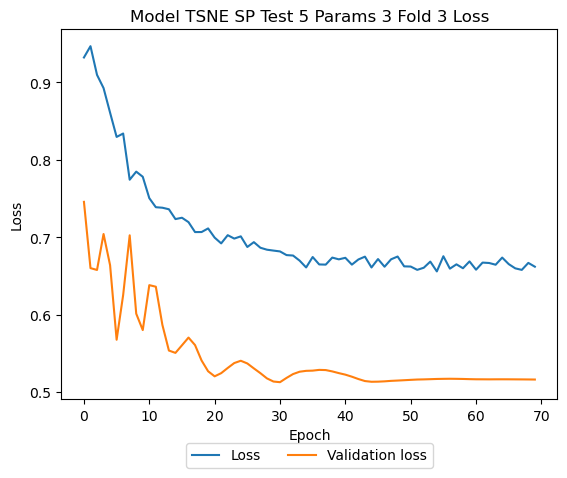 Model TSNE SP Test 5 Params 3 Fold 3 Loss
0.9
0.8
0.7
0.6
0.5
Loss
0 10 20 30 40 50 60 70
Epoch
Loss Validation loss